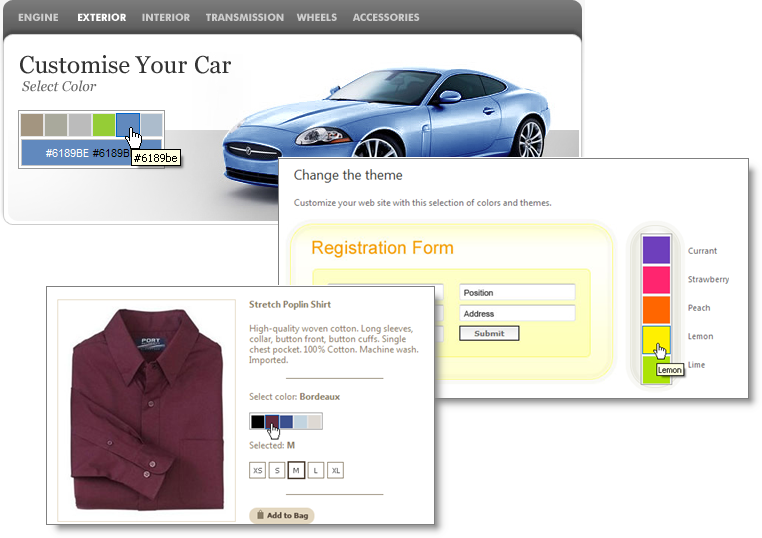 ENGINE EXTERIOR INTERIOR TRANSMISSION WHEELS ACCESSORIES
Customise Your Car
Select Color
#6189BE #6189B
#6189be
Change the theme
Customize your web site with this selection of colors and themes.
Registration Form
Position
Address
Submit
Currant
Strawberry
Peach
Lemon
Lemon
Lime
PORT
Stretch Poplin Shirt
High-quality woven cotton. Long sleeves,
collar, button front, button cuffs. Single
chest pocket. 100% Cotton. Machine wash.
Imported.
Select color: Bordeaux
Selected: M
XS S M L XL
Add to Bag